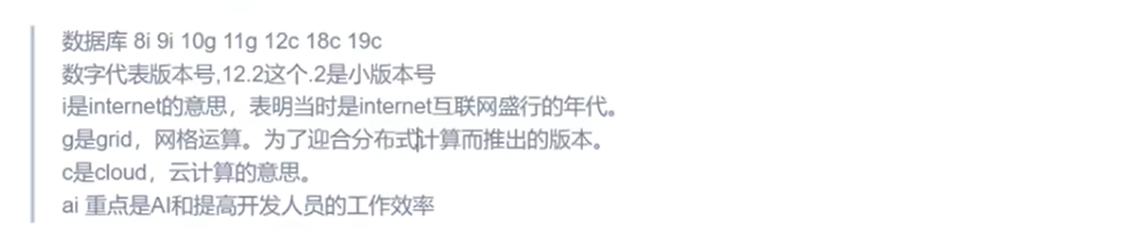 数据库 8i 9i 10g 11g 12c 18c 19c
数字代表版本号,12.2这个.2是小版本号
i是internet的意思，表明当时是internet互联网盛行的年代。
g是grid，网格运算。为了迎合分布式计算而推出的版本。
c是cloud，云计算的意思。
ai 重点是AI和提高开发人员的工作效率